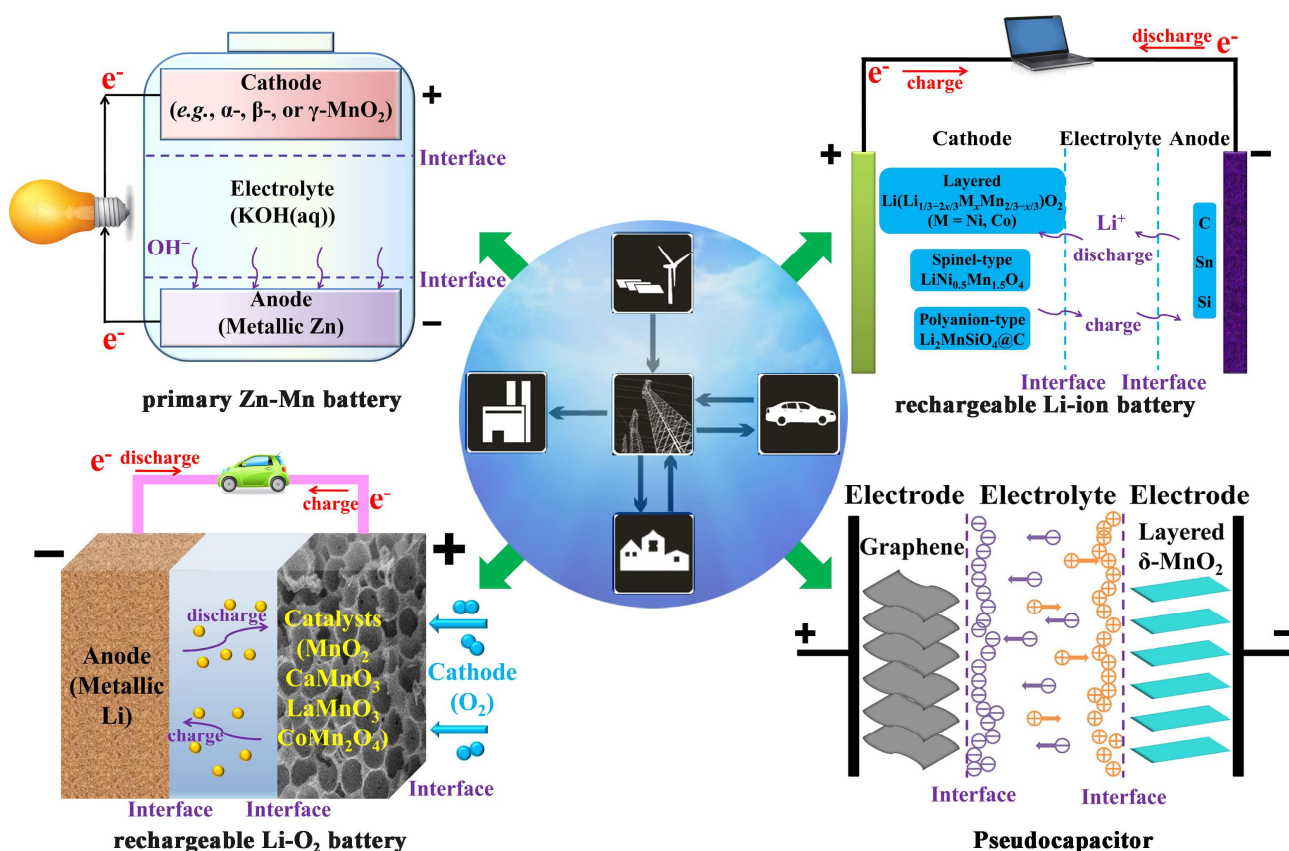 e⁻
Cathode
(e.g., α-, β-, or γ-MnO₂)
+
Interface
Electrolyte
(KOH(aq))
OH⁻
Interface
Anode
(Metallic Zn)
−
e⁻
primary Zn-Mn battery
discharge
e⁻
e⁻
charge
Cathode
Electrolyte
Anode
+
−
Layered
Li(Li₁/₃₋₂ₓ/₃MₓMn₂/₃₋ₓ/₃)O₂
(M = Ni, Co)
Li⁺
discharge
C
Sn
Si
Spinel-type
LiNi₀.₅Mn₁.₅O₄
Polyanion-type
Li₂MnSiO₄@C
charge
Interface
Interface
rechargeable Li-ion battery
e⁻
discharge
charge
e⁻
−
+
discharge
charge
Anode
(Metallic
Li)
Catalysts
(MnO₂
CaMnO₃
LaMnO₃
CoMn₂O₄)
Cathode
(O₂)
Interface
Interface
Interface
rechargeable Li-O₂ battery
Electrode
Electrolyte
Electrode
Graphene
Layered
δ-MnO₂
+
−
Interface
Interface
Pseudocapacitor